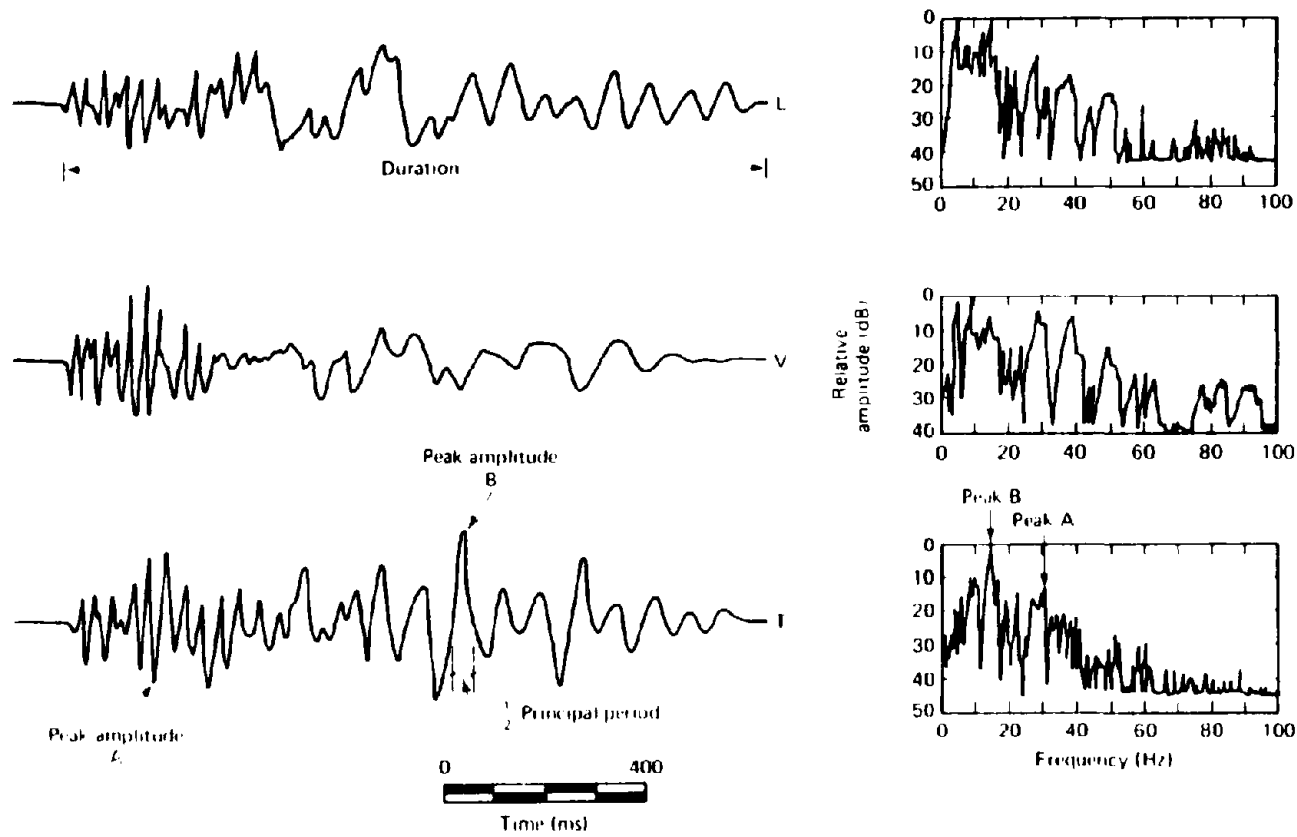 L
Duration
V
T
Peak amplitude
B
Peak amplitude
A
1/2 Principal period
0 400
Time (ms)
0
10
20
30
40
50
0 20 40 60 80 100
Relative
amplitude (dB)
0
10
20
30
40
0 20 40 60 80 100
Peak B
Peak A
0
10
20
30
40
50
0 20 40 60 80 100
Frequency (Hz)